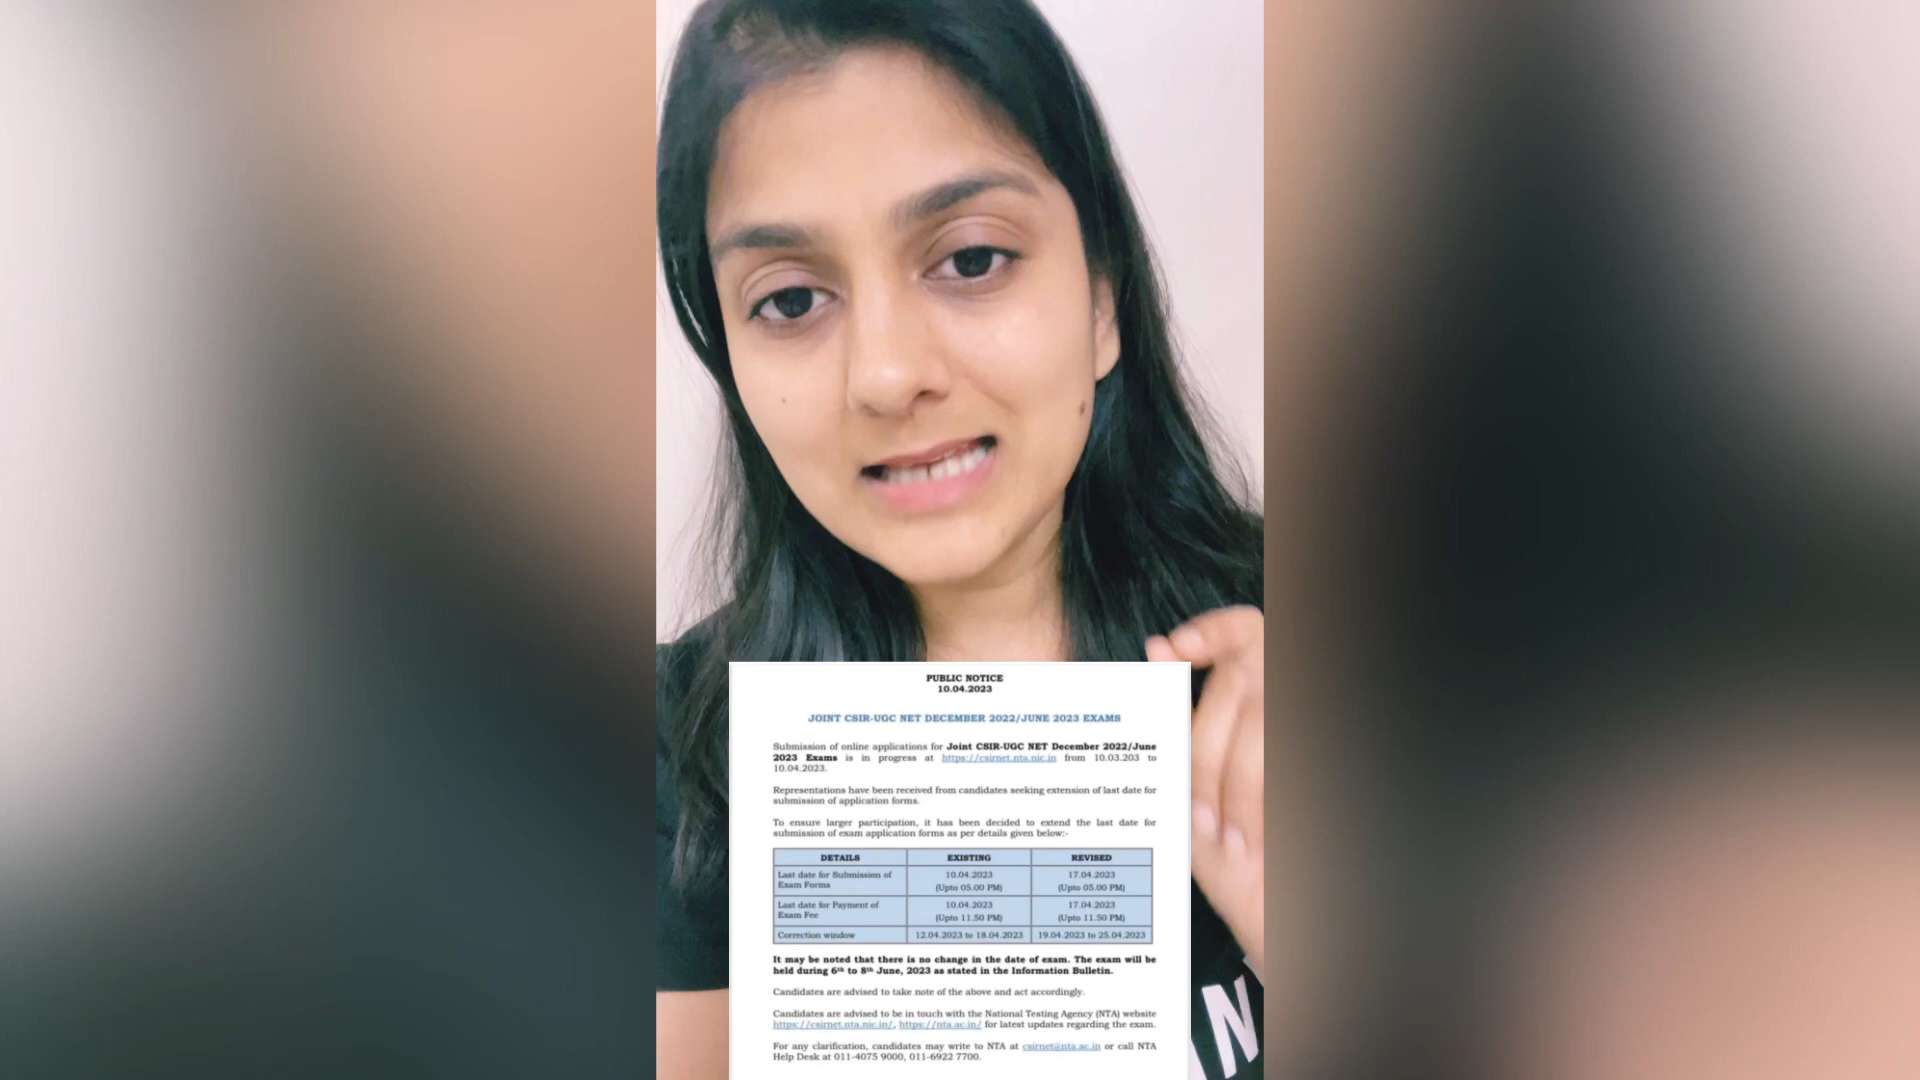 PUBLIC NOTICE
10.04.2023
JOINT CSIR-UGC NET DECEMBER 2022/JUNE 2023 EXAMS
Submission of online applications for Joint CSIR-UGC NET December 2022/June
2023 Exams is in progress at https://csirnet.nta.nic.in from 10.03.203 to
10.04.2023.
Representations have been received from candidates seeking extension of last date for
submission of application forms.
To ensure larger participation, it has been decided to extend the last date for
submission of exam application forms as per details given below:-
DETAILS EXISTING REVISED
Last date for Submission of Exam Forms 10.04.2023 (Upto 05.00 PM) 17.04.2023 (Upto 05.00 PM)
Last date for Payment of Exam Fee 10.04.2023 (Upto 11.50 PM) 17.04.2023 (Upto 11.50 PM)
Correction window 12.04.2023 to 18.04.2023 19.04.2023 to 25.04.2023
It may be noted that there is no change in the date of exam. The exam will be
held during 6th to 8th June, 2023 as stated in the Information Bulletin.
Candidates are advised to take note of the above and act accordingly.
Candidates are advised to be in touch with the National Testing Agency (NTA) website
https://csirnet.nta.nic.in/, https://nta.ac.in/ for latest updates regarding the exam.
For any clarification, candidates may write to NTA at csirnet@nta.ac.in or call NTA
Help Desk at 011-4075 9000, 011-6922 7700.